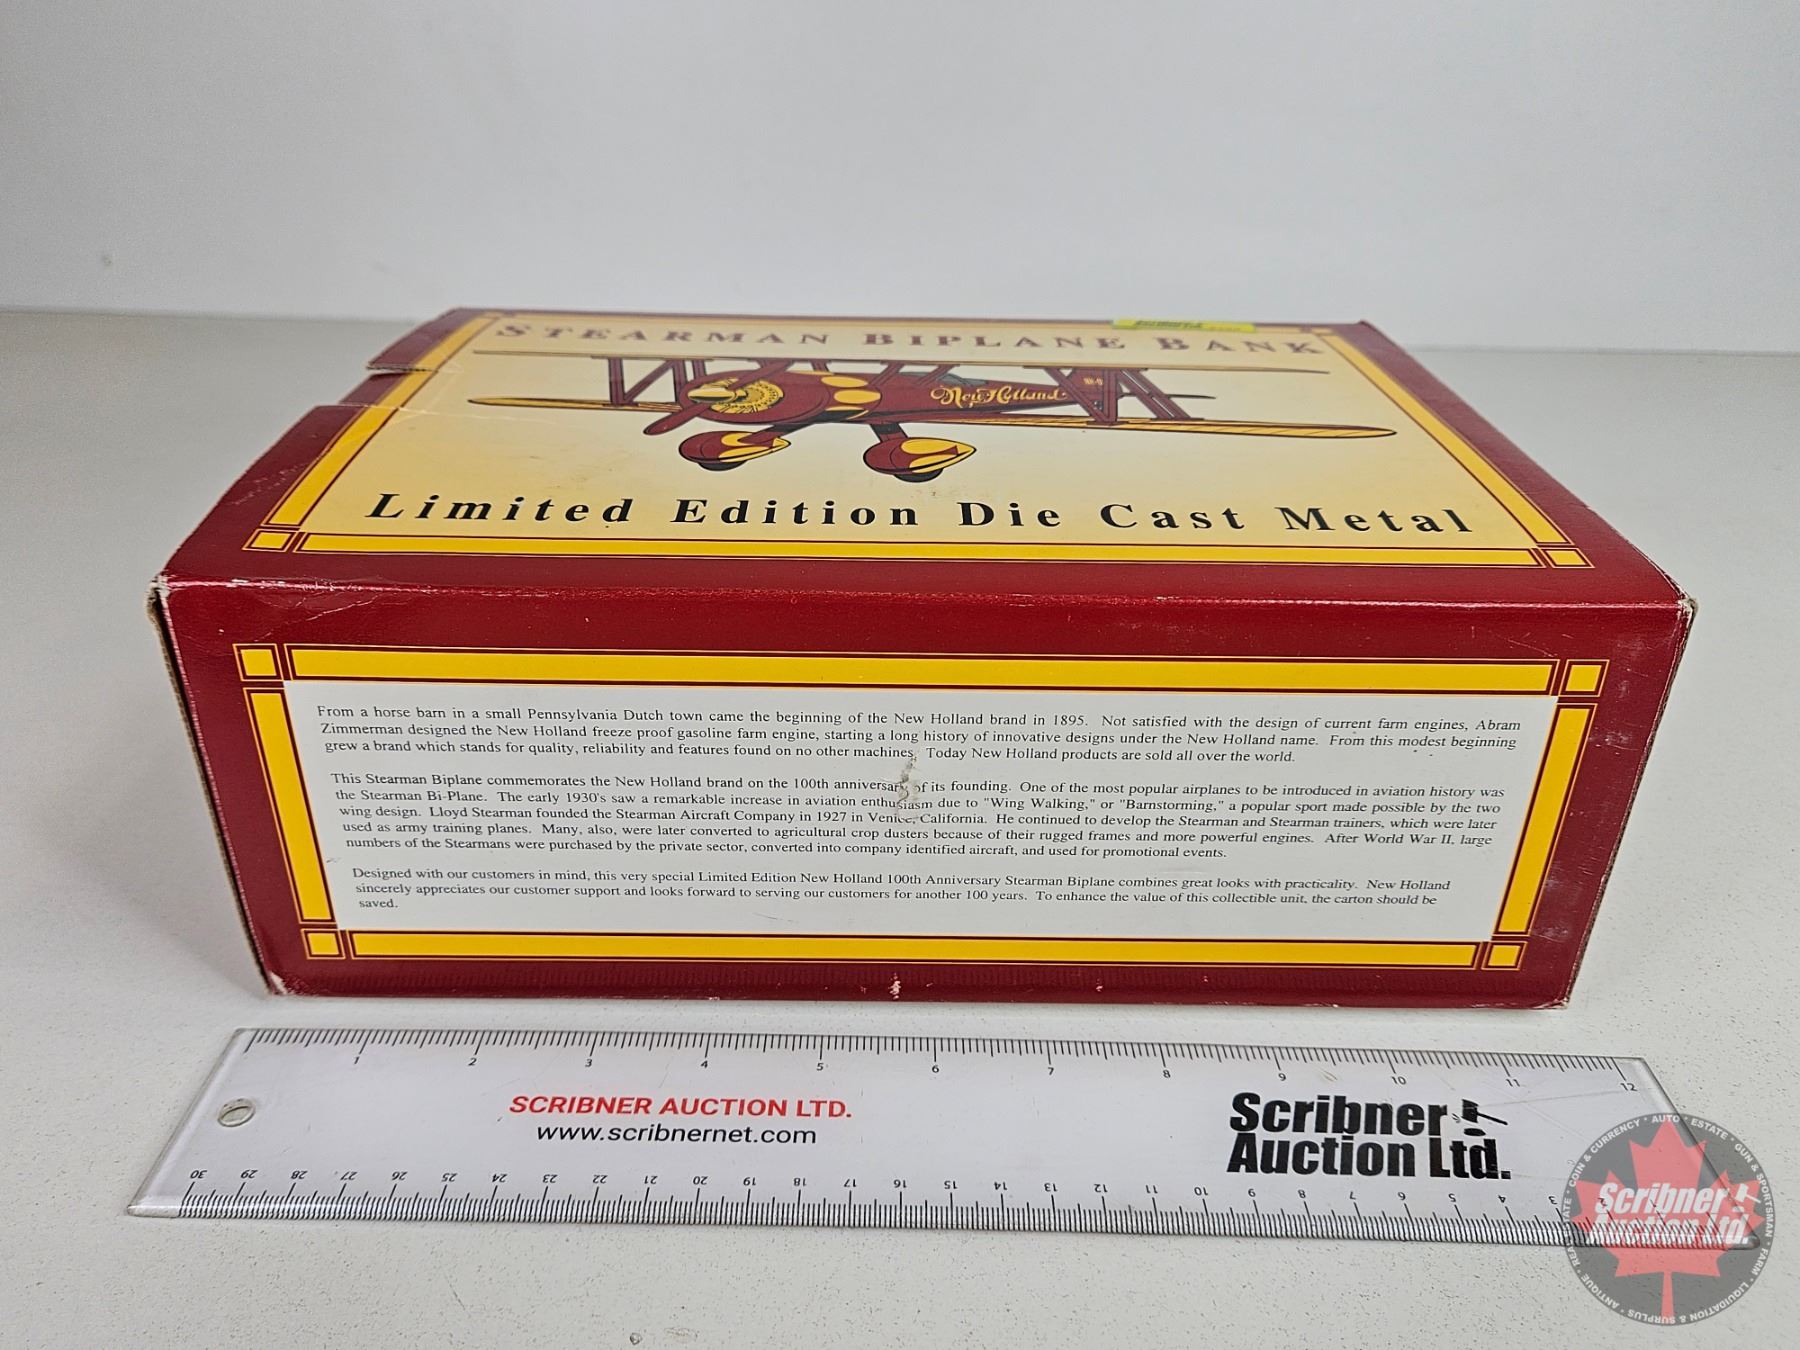 STEARMAN BIPLANE BANK
New Holland
Limited Edition Die Cast Metal
From a horse barn in a small Pennsylvania Dutch town came the beginning of the New Holland brand in 1895. Not satisfied with the design of current farm engines, Abram
Zimmerman designed the New Holland freeze proof gasoline farm engine, starting a long history of innovative designs under the New Holland name. From this modest beginning
grew a brand which stands for quality, reliability and features found on no other machines. Today New Holland products are sold all over the world.
This Stearman Biplane commemorates the New Holland brand on the 100th anniversary of its founding. One of the most popular airplanes to be introduced in aviation history was
the Stearman Bi-Plane. The early 1930's saw a remarkable increase in aviation enthusiasm due to "Wing Walking," or "Barnstorming," a popular sport made possible by the two
wing design. Lloyd Stearman founded the Stearman Aircraft Company in 1927 in Venice, California. He continued to develop the Stearman and Stearman trainers, which were later
used as army training planes. Many, also, were later converted to agricultural crop dusters because of their rugged frames and more powerful engines. After World War II, large
numbers of the Stearmans were purchased by the private sector, converted into company identified aircraft, and used for promotional events.
Designed with our customers in mind, this very special Limited Edition New Holland 100th Anniversary Stearman Biplane combines great looks with practicality. New Holland
sincerely appreciates our customer support and looks forward to serving our customers for another 100 years. To enhance the value of this collectible unit, the carton should be
saved.
1 2 3 4 5 6 7 8 9 10 11 12
SCRIBNER AUCTION LTD.
www.scribnernet.com
Scribner
Auction Ltd.
30 29 28 27 26 25 24 23 22 21 20 19 18 17 16 15 14 13 12 11 10 9 8 7 6 5 4 3 2
Scribner
Auction Ltd.
ANTIQUE · REAL ESTATE · COIN & CURRENCY · AUTO · ESTATE · GUN & SPORTSMAN · FARM · LIQUIDATION & SURPLUS